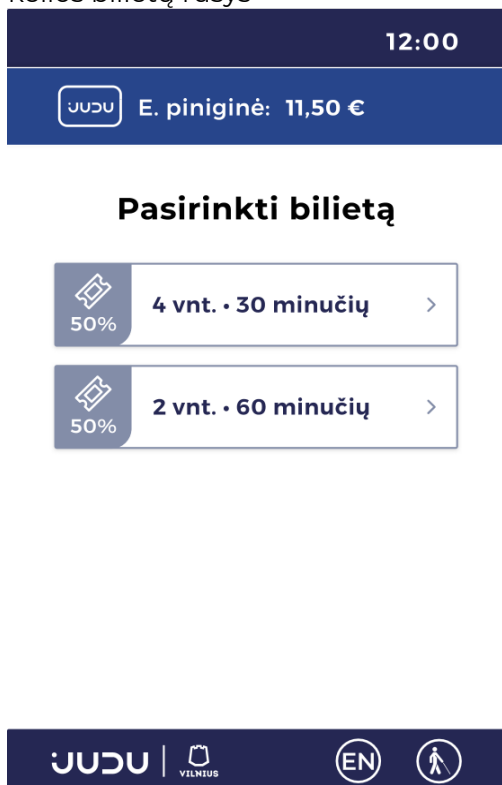 12:00
JUDU E. piniginė: 11,50 €
Pasirinkti bilietą
4 vnt. • 30 minučių
50%
2 vnt. • 60 minučių
50%
JUDU VILNIUS EN